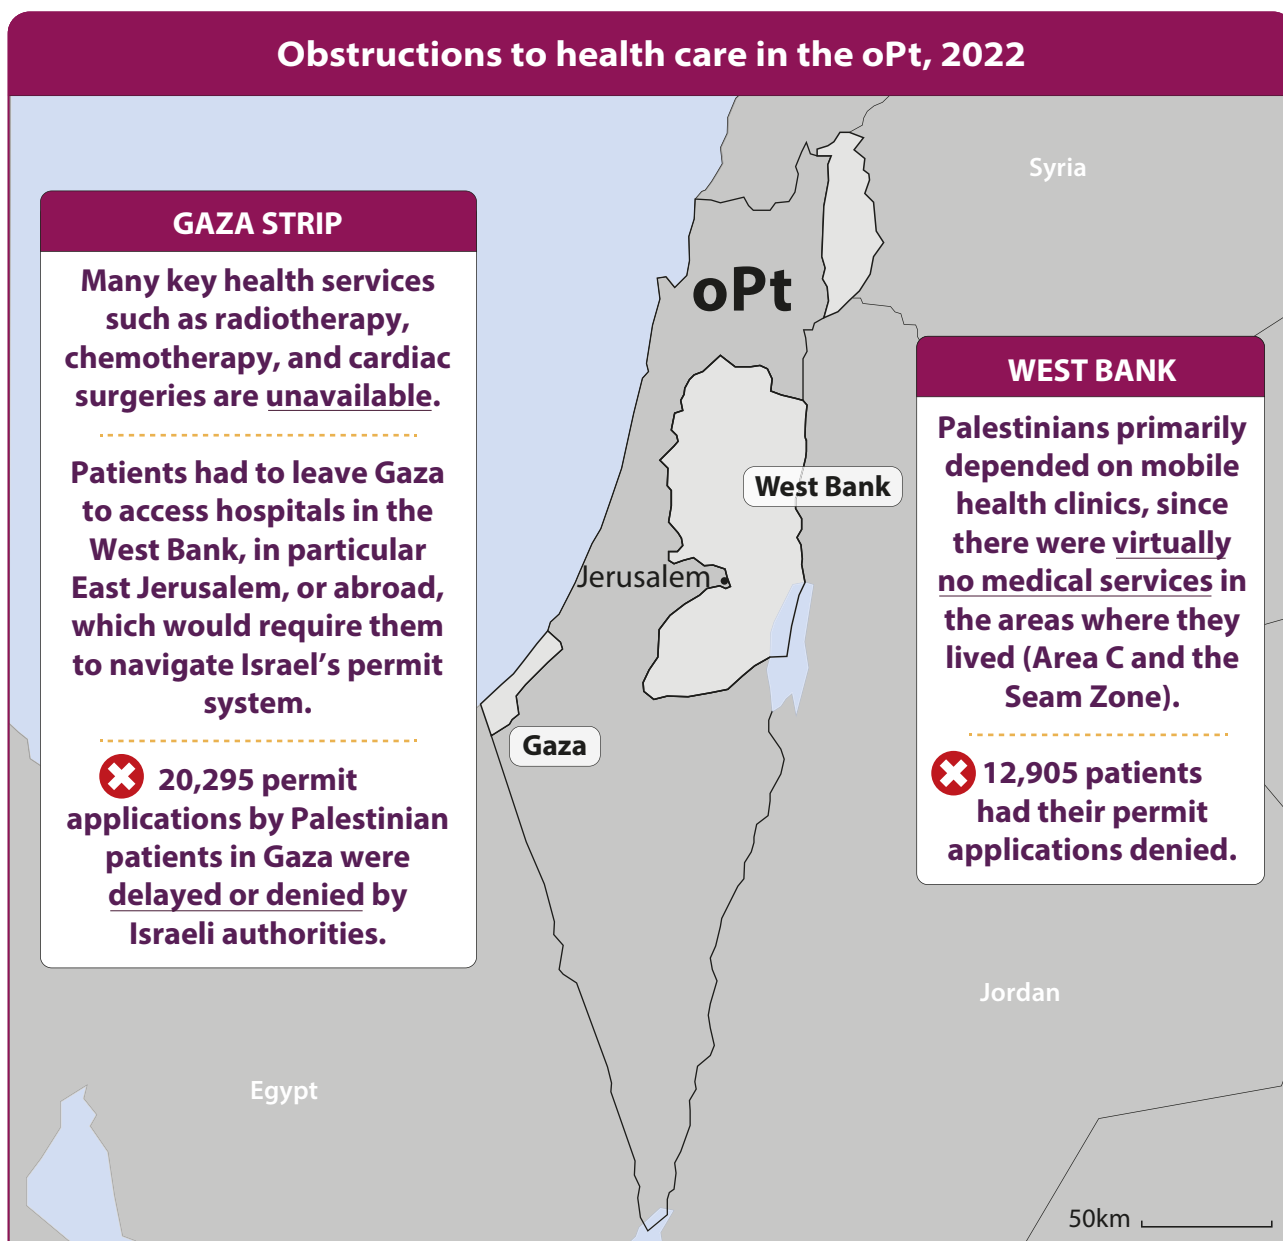 Obstructions to health care in the oPt, 2022
Syria
GAZA STRIP
Many key health services
such as radiotherapy,
chemotherapy, and cardiac
surgeries are unavailable.
Patients had to leave Gaza
to access hospitals in the
West Bank, in particular
East Jerusalem, or abroad,
which would require them
to navigate Israel's permit
system.
20,295 permit
applications by Palestinian
patients in Gaza were
delayed or denied by
Israeli authorities.
oPt
West Bank
Jerusalem
Gaza
WEST BANK
Palestinians primarily
depended on mobile
health clinics, since
there were virtually
no medical services in
the areas where they
lived (Area C and the
Seam Zone).
12,905 patients
had their permit
applications denied.
Jordan
Egypt
50km